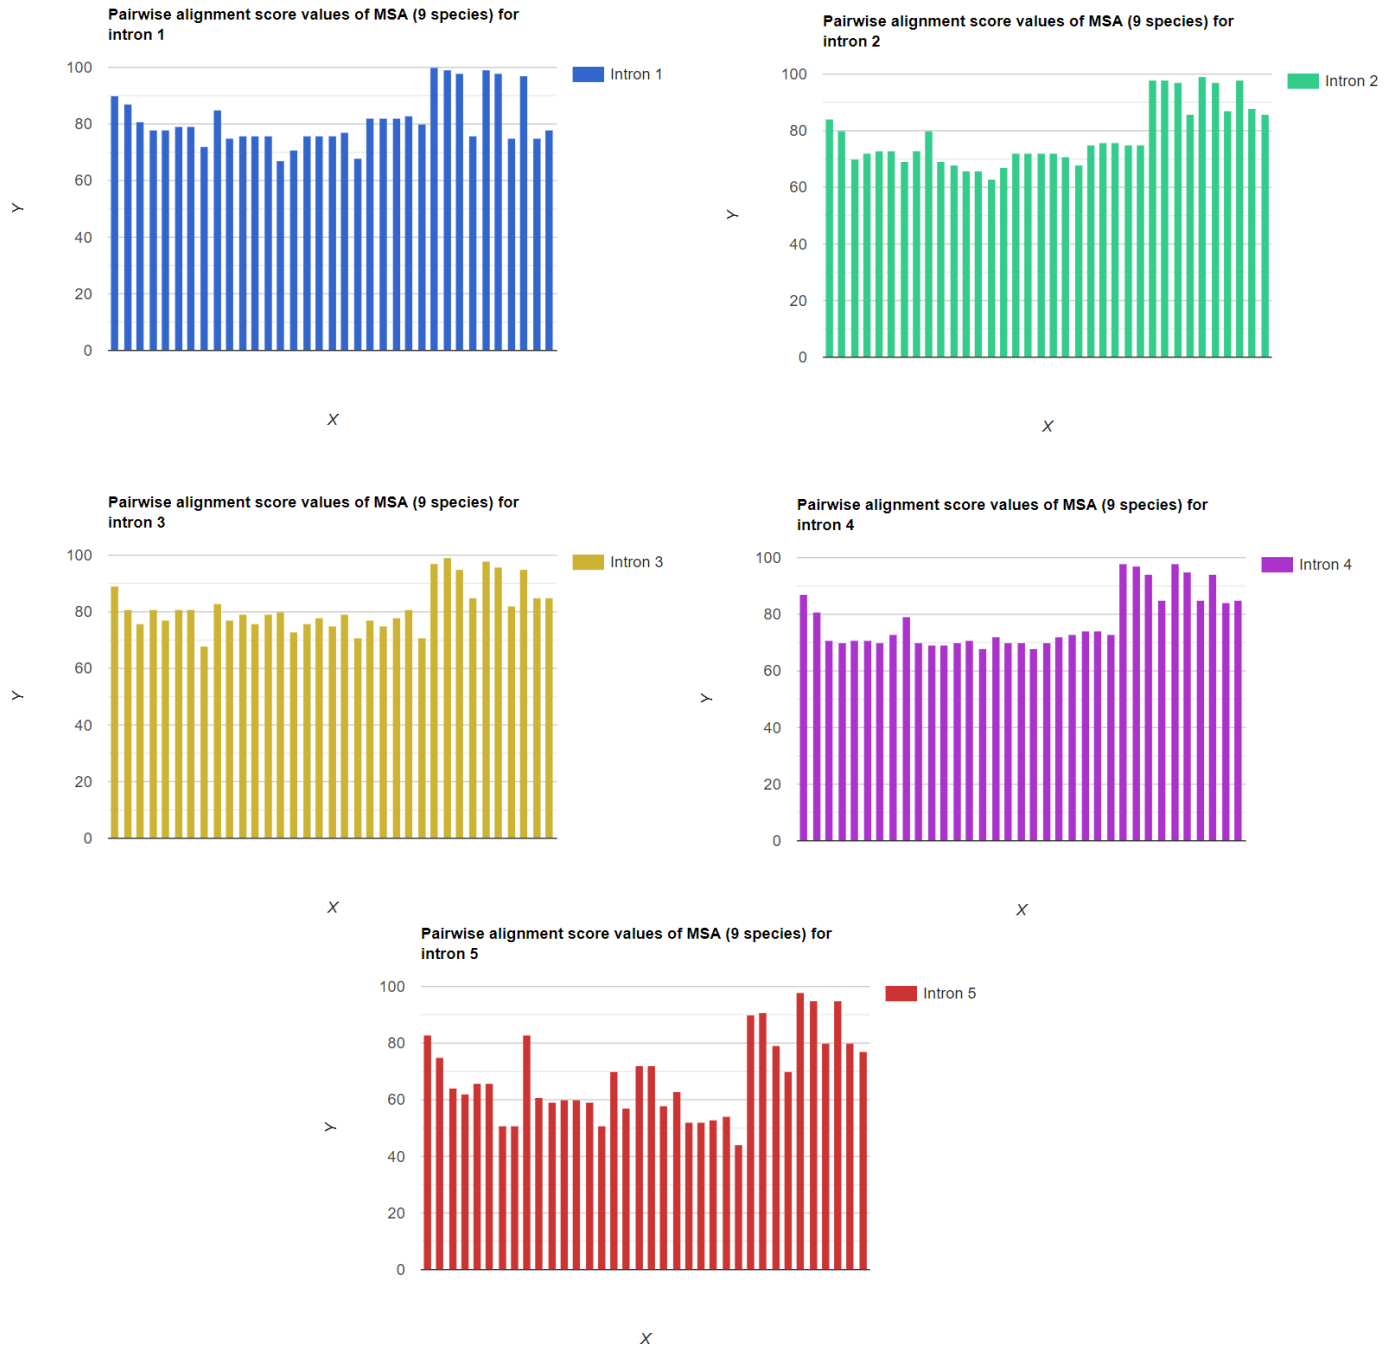 Pairwise alignment score values of MSA (9 species) for
intron 1
100
80
60
40
20
0
Y
X
Intron 1
Pairwise alignment score values of MSA (9 species) for
intron 2
100
80
60
40
20
0
Y
X
Intron 2
Pairwise alignment score values of MSA (9 species) for
intron 3
100
80
60
40
20
0
Y
X
Intron 3
Pairwise alignment score values of MSA (9 species) for
intron 4
100
80
60
40
20
0
Y
X
Intron 4
Pairwise alignment score values of MSA (9 species) for
intron 5
100
80
60
40
20
0
Y
X
Intron 5